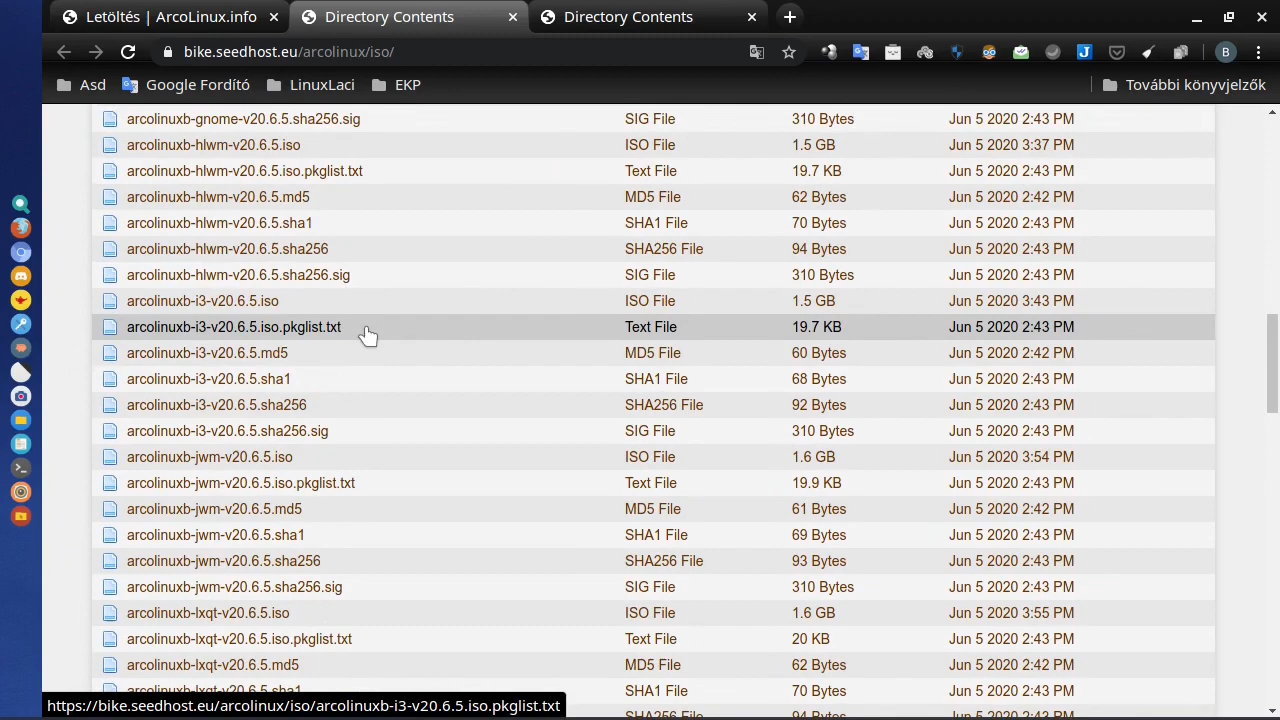 Letöltés | ArcoLinux.info
Directory Contents
Directory Contents
bike.seedhost.eu/arcolinux/iso/
B
Asd
Google Fordító
LinuxLaci
EKP
További könyvjelzők
arcolinuxb-gnome-v20.6.5.sha256.sig SIG File 310 Bytes Jun 5 2020 2:43 PM
arcolinuxb-hlwm-v20.6.5.iso ISO File 1.5 GB Jun 5 2020 3:37 PM
arcolinuxb-hlwm-v20.6.5.iso.pkglist.txt Text File 19.7 KB Jun 5 2020 2:43 PM
arcolinuxb-hlwm-v20.6.5.md5 MD5 File 62 Bytes Jun 5 2020 2:42 PM
arcolinuxb-hlwm-v20.6.5.sha1 SHA1 File 70 Bytes Jun 5 2020 2:43 PM
arcolinuxb-hlwm-v20.6.5.sha256 SHA256 File 94 Bytes Jun 5 2020 2:43 PM
arcolinuxb-hlwm-v20.6.5.sha256.sig SIG File 310 Bytes Jun 5 2020 2:43 PM
arcolinuxb-i3-v20.6.5.iso ISO File 1.5 GB Jun 5 2020 3:43 PM
arcolinuxb-i3-v20.6.5.iso.pkglist.txt Text File 19.7 KB Jun 5 2020 2:43 PM
arcolinuxb-i3-v20.6.5.md5 MD5 File 60 Bytes Jun 5 2020 2:43 PM
arcolinuxb-i3-v20.6.5.sha1 SHA1 File 68 Bytes Jun 5 2020 2:43 PM
arcolinuxb-i3-v20.6.5.sha256 SHA256 File 92 Bytes Jun 5 2020 2:43 PM
arcolinuxb-i3-v20.6.5.sha256.sig SIG File 310 Bytes Jun 5 2020 2:43 PM
arcolinuxb-jwm-v20.6.5.iso ISO File 1.6 GB Jun 5 2020 3:54 PM
arcolinuxb-jwm-v20.6.5.iso.pkglist.txt Text File 19.9 KB Jun 5 2020 2:43 PM
arcolinuxb-jwm-v20.6.5.md5 MD5 File 61 Bytes Jun 5 2020 2:42 PM
arcolinuxb-jwm-v20.6.5.sha1 SHA1 File 69 Bytes Jun 5 2020 2:43 PM
arcolinuxb-jwm-v20.6.5.sha256 SHA256 File 93 Bytes Jun 5 2020 2:43 PM
arcolinuxb-jwm-v20.6.5.sha256.sig SIG File 310 Bytes Jun 5 2020 2:43 PM
arcolinuxb-lxqt-v20.6.5.iso ISO File 1.6 GB Jun 5 2020 3:55 PM
arcolinuxb-lxqt-v20.6.5.iso.pkglist.txt Text File 20 KB Jun 5 2020 2:43 PM
arcolinuxb-lxqt-v20.6.5.md5 MD5 File 62 Bytes Jun 5 2020 2:42 PM
arcolinuxb-lxqt-v20.6.5.sha1 SHA1 File 70 Bytes Jun 5 2020 2:43 PM
SHA256 File 94 Bytes Jun 5 2020 2:43 PM
https://bike.seedhost.eu/arcolinux/iso/arcolinuxb-i3-v20.6.5.iso.pkglist.txt